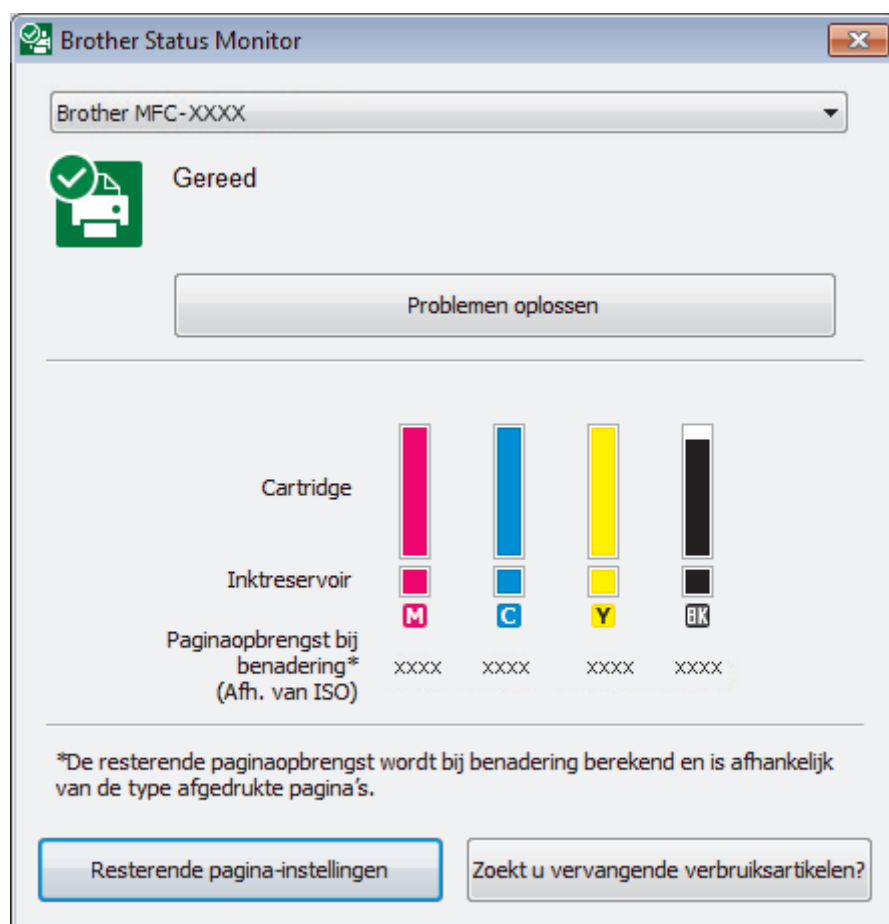 Brother Status Monitor
Brother MFC-XXXX
Gereed
Problemen oplossen
Cartridge
Inktreservoir
M C Y BK
Paginaopbrengst bij
benadering*
(Afh. van ISO)
XXXX XXXX XXXX XXXX
*De resterende paginaopbrengst wordt bij benadering berekend en is afhankelijk
van de type afgedrukte pagina's.
Resterende pagina-instellingen
Zoekt u vervangende verbruiksartikelen?